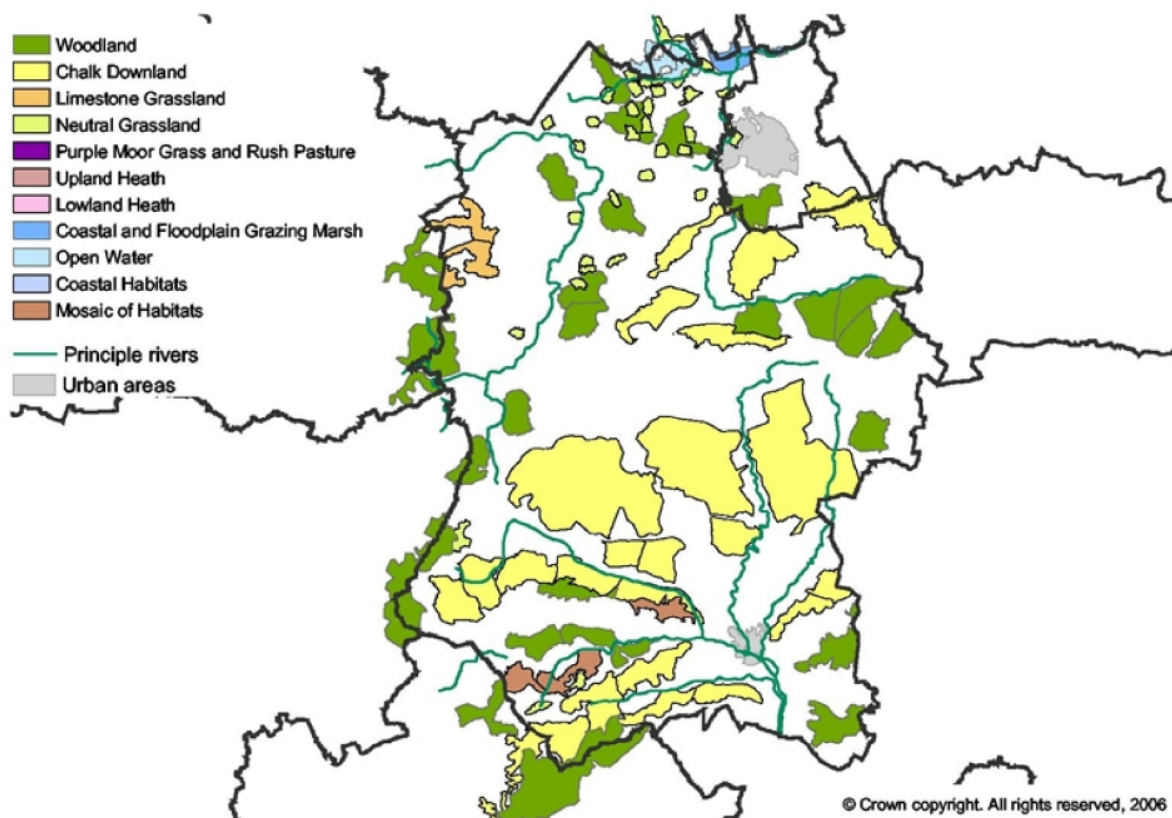 Woodland
Chalk Downland
Limestone Grassland
Neutral Grassland
Purple Moor Grass and Rush Pasture
Upland Heath
Lowland Heath
Coastal and Floodplain Grazing Marsh
Open Water
Coastal Habitats
Mosaic of Habitats
Principle rivers
Urban areas
© Crown copyright. All rights reserved, 2006